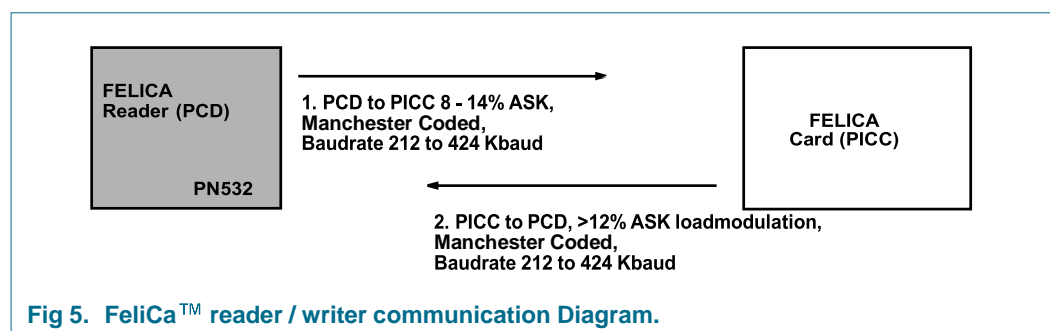 FELICA
Reader (PCD)
PN532
1. PCD to PICC 8 - 14% ASK,
Manchester Coded,
Baudrate 212 to 424 Kbaud
FELICA
Card (PICC)
2. PICC to PCD, >12% ASK loadmodulation,
Manchester Coded,
Baudrate 212 to 424 Kbaud
Fig 5. FeliCa™ reader / writer communication Diagram.